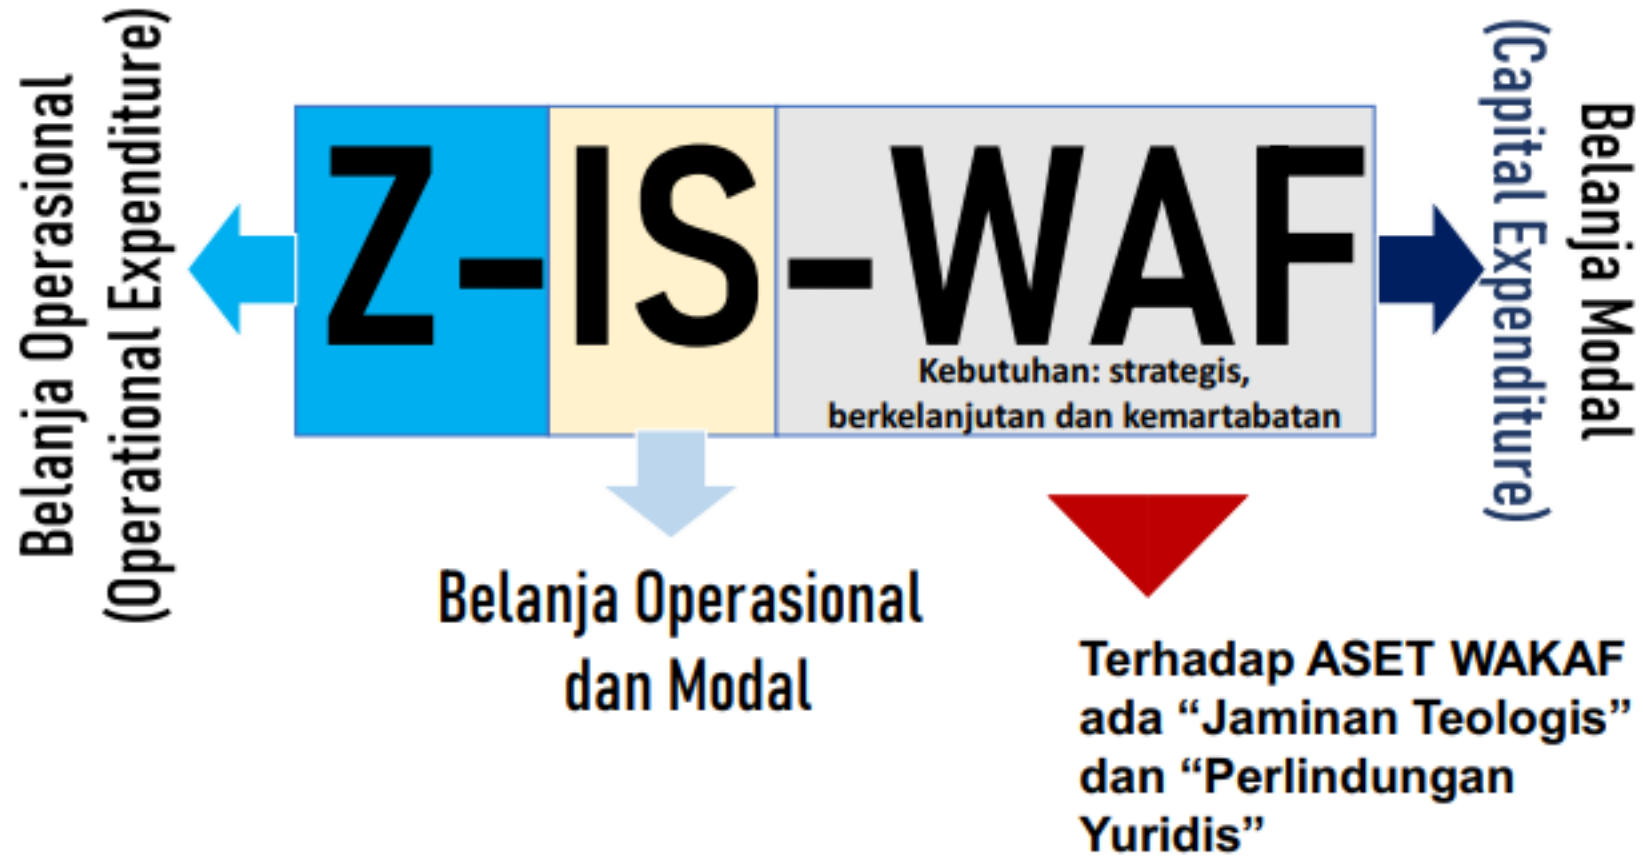 Belanja Operasional
(Operational Expenditure)
Z-IS-WAF
Kebutuhan: strategis,
berkelanjutan dan kemartabatan
Belanja Modal
(Capital Expenditure)
Belanja Operasional
dan Modal
Terhadap ASET WAKAF
ada “Jaminan Teologis”
dan “Perlindungan
Yuridis”